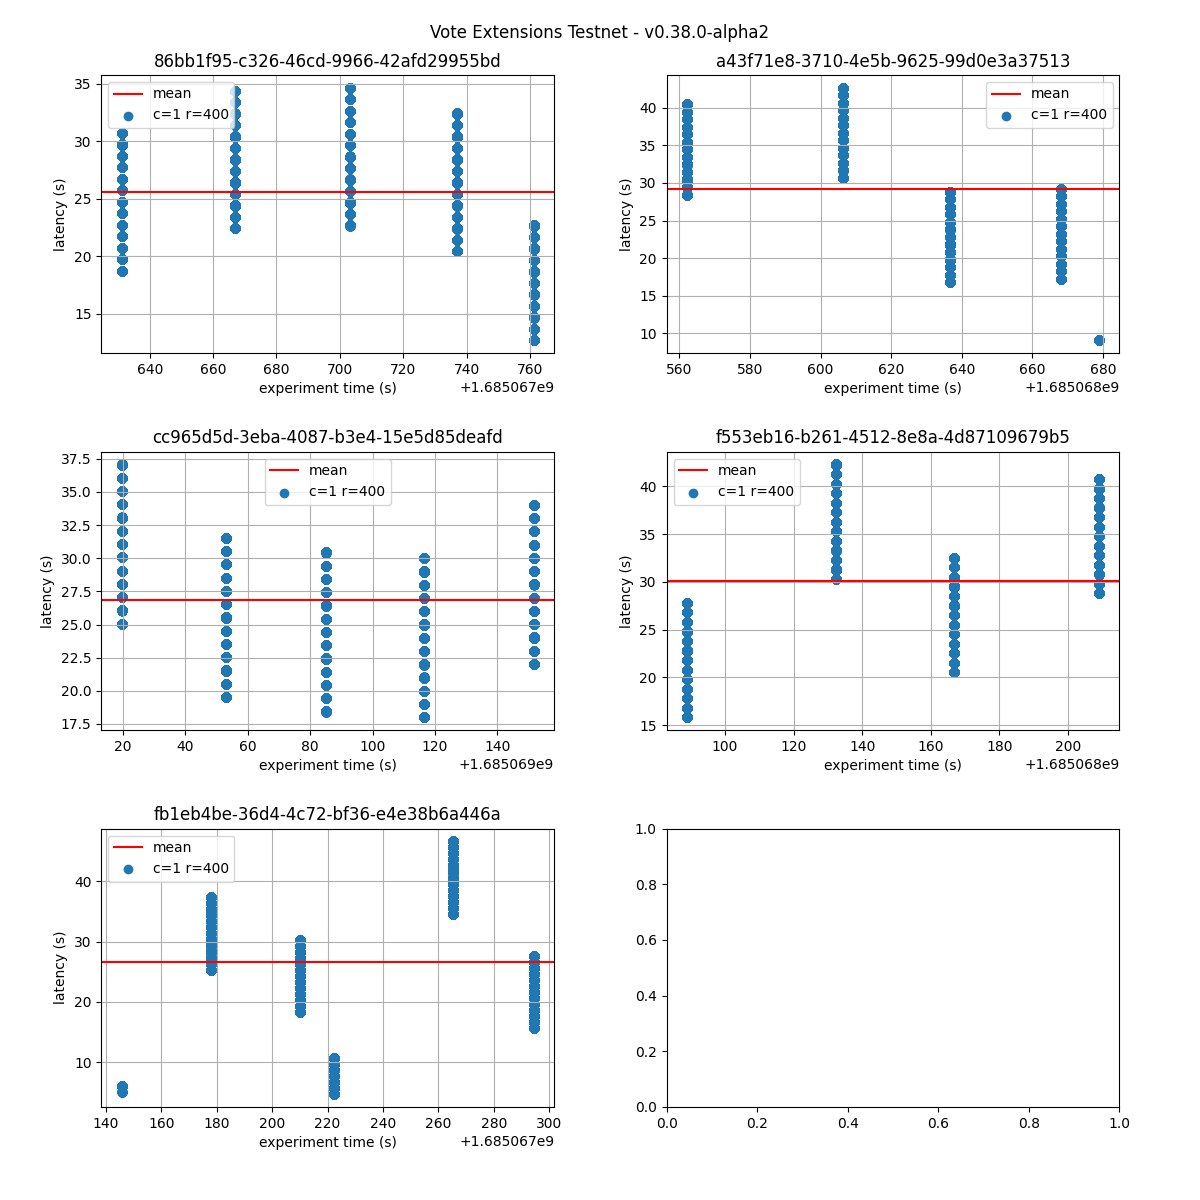 Vote Extensions Testnet - v0.38.0-alpha2
86bb1f95-c326-46cd-9966-42afd29955bd
mean
c=1 r=400
latency (s)
35
30
25
20
15
640
660
680
700
720
740
760
experiment time (s)
+1.685067e9
a43f71e8-3710-4e5b-9625-99d0e3a37513
mean
c=1 r=400
latency (s)
40
35
30
25
20
15
10
560
580
600
620
640
660
680
experiment time (s)
+1.685068e9
cc965d5d-3eba-4087-b3e4-15e5d85deafd
mean
c=1 r=400
latency (s)
37.5
35.0
32.5
30.0
27.5
25.0
22.5
20.0
17.5
20
40
60
80
100
120
140
experiment time (s)
+1.685069e9
f553eb16-b261-4512-8e8a-4d87109679b5
mean
c=1 r=400
latency (s)
40
35
30
25
20
15
100
120
140
160
180
200
experiment time (s)
+1.685068e9
fb1eb4be-36d4-4c72-bf36-e4e38b6a446a
mean
c=1 r=400
latency (s)
40
30
20
10
140
160
180
200
220
240
260
280
300
experiment time (s)
+1.685067e9
1.0
0.8
0.6
0.4
0.2
0.0
0.0
0.2
0.4
0.6
0.8
1.0